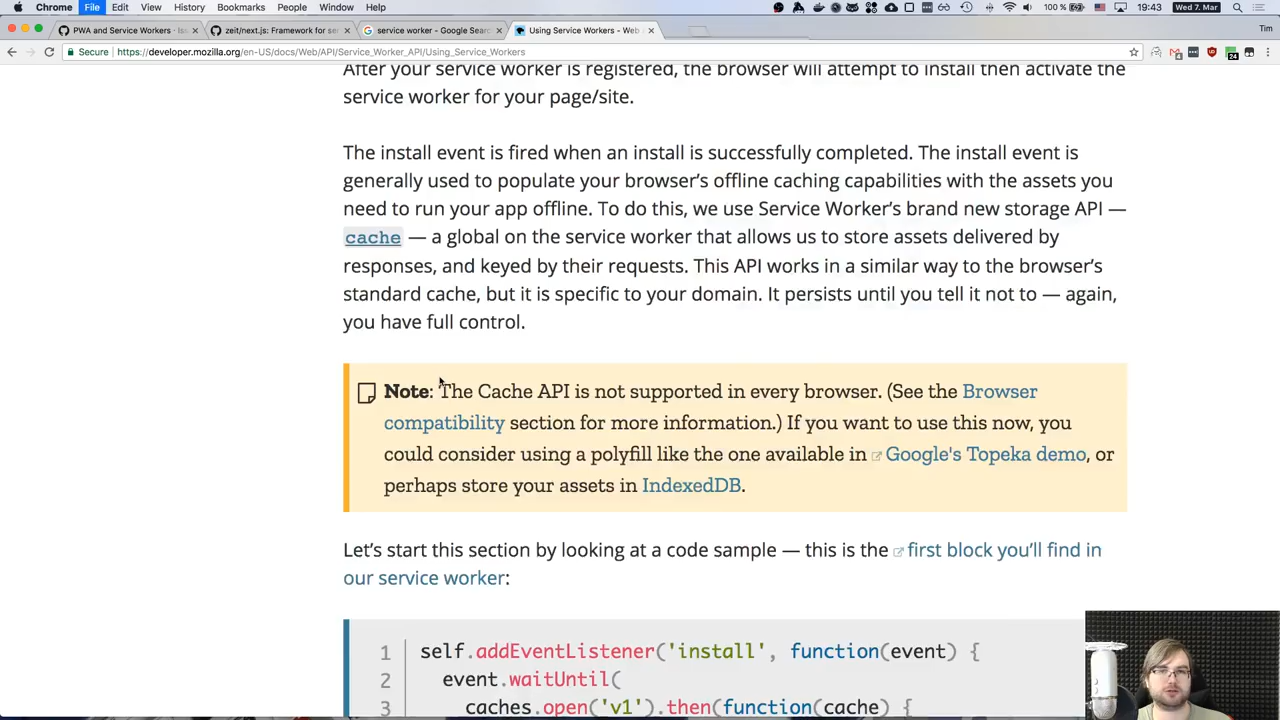 Chrome File Edit View History Bookmarks People Window Help 100 % 19:43 Wed 7. Mar
PWA and Service Workers - Iss zeit/next.js: Framework for se service worker - Google Searc Using Service Workers - Web A Tim
Secure https://developer.mozilla.org/en-US/docs/Web/API/Service_Worker_API/Using_Service_Workers
After your service worker is registered, the browser will attempt to install then activate the
service worker for your page/site.
The install event is fired when an install is successfully completed. The install event is
generally used to populate your browser’s offline caching capabilities with the assets you
need to run your app offline. To do this, we use Service Worker’s brand new storage API —
cache — a global on the service worker that allows us to store assets delivered by
responses, and keyed by their requests. This API works in a similar way to the browser’s
standard cache, but it is specific to your domain. It persists until you tell it not to — again,
you have full control.
Note: The Cache API is not supported in every browser. (See the Browser
compatibility section for more information.) If you want to use this now, you
could consider using a polyfill like the one available in Google's Topeka demo, or
perhaps store your assets in IndexedDB.
Let’s start this section by looking at a code sample — this is the first block you’ll find in
our service worker:
1 self.addEventListener('install', function(event) {
2 event.waitUntil(
3 caches.open('v1').then(function(cache) {